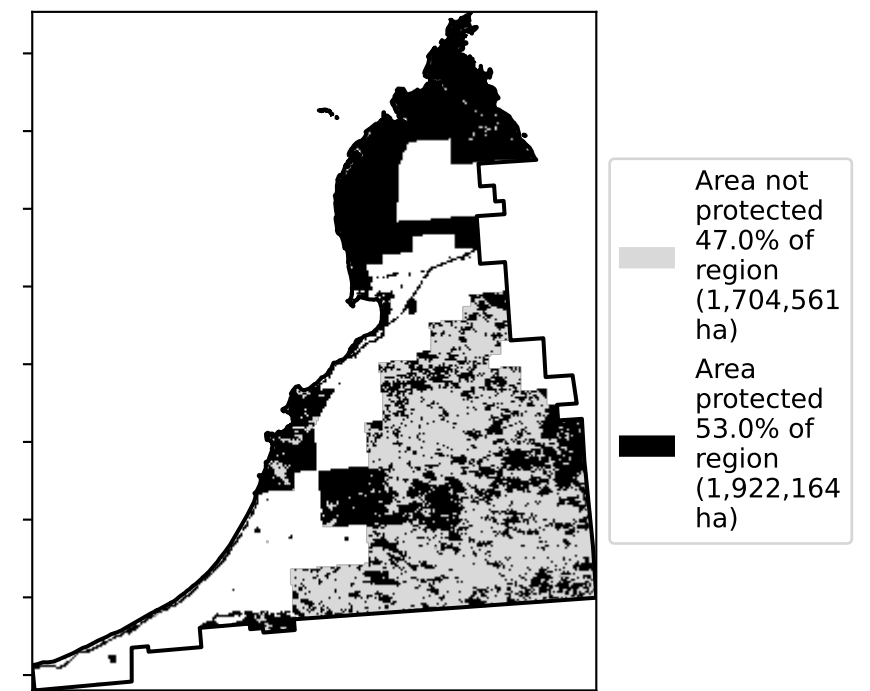 Area not
protected
47.0% of
region
(1,704,561
ha)
Area
protected
53.0% of
region
(1,922,164
ha)